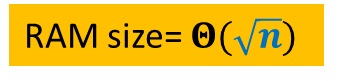 RAM size= Θ(√n)